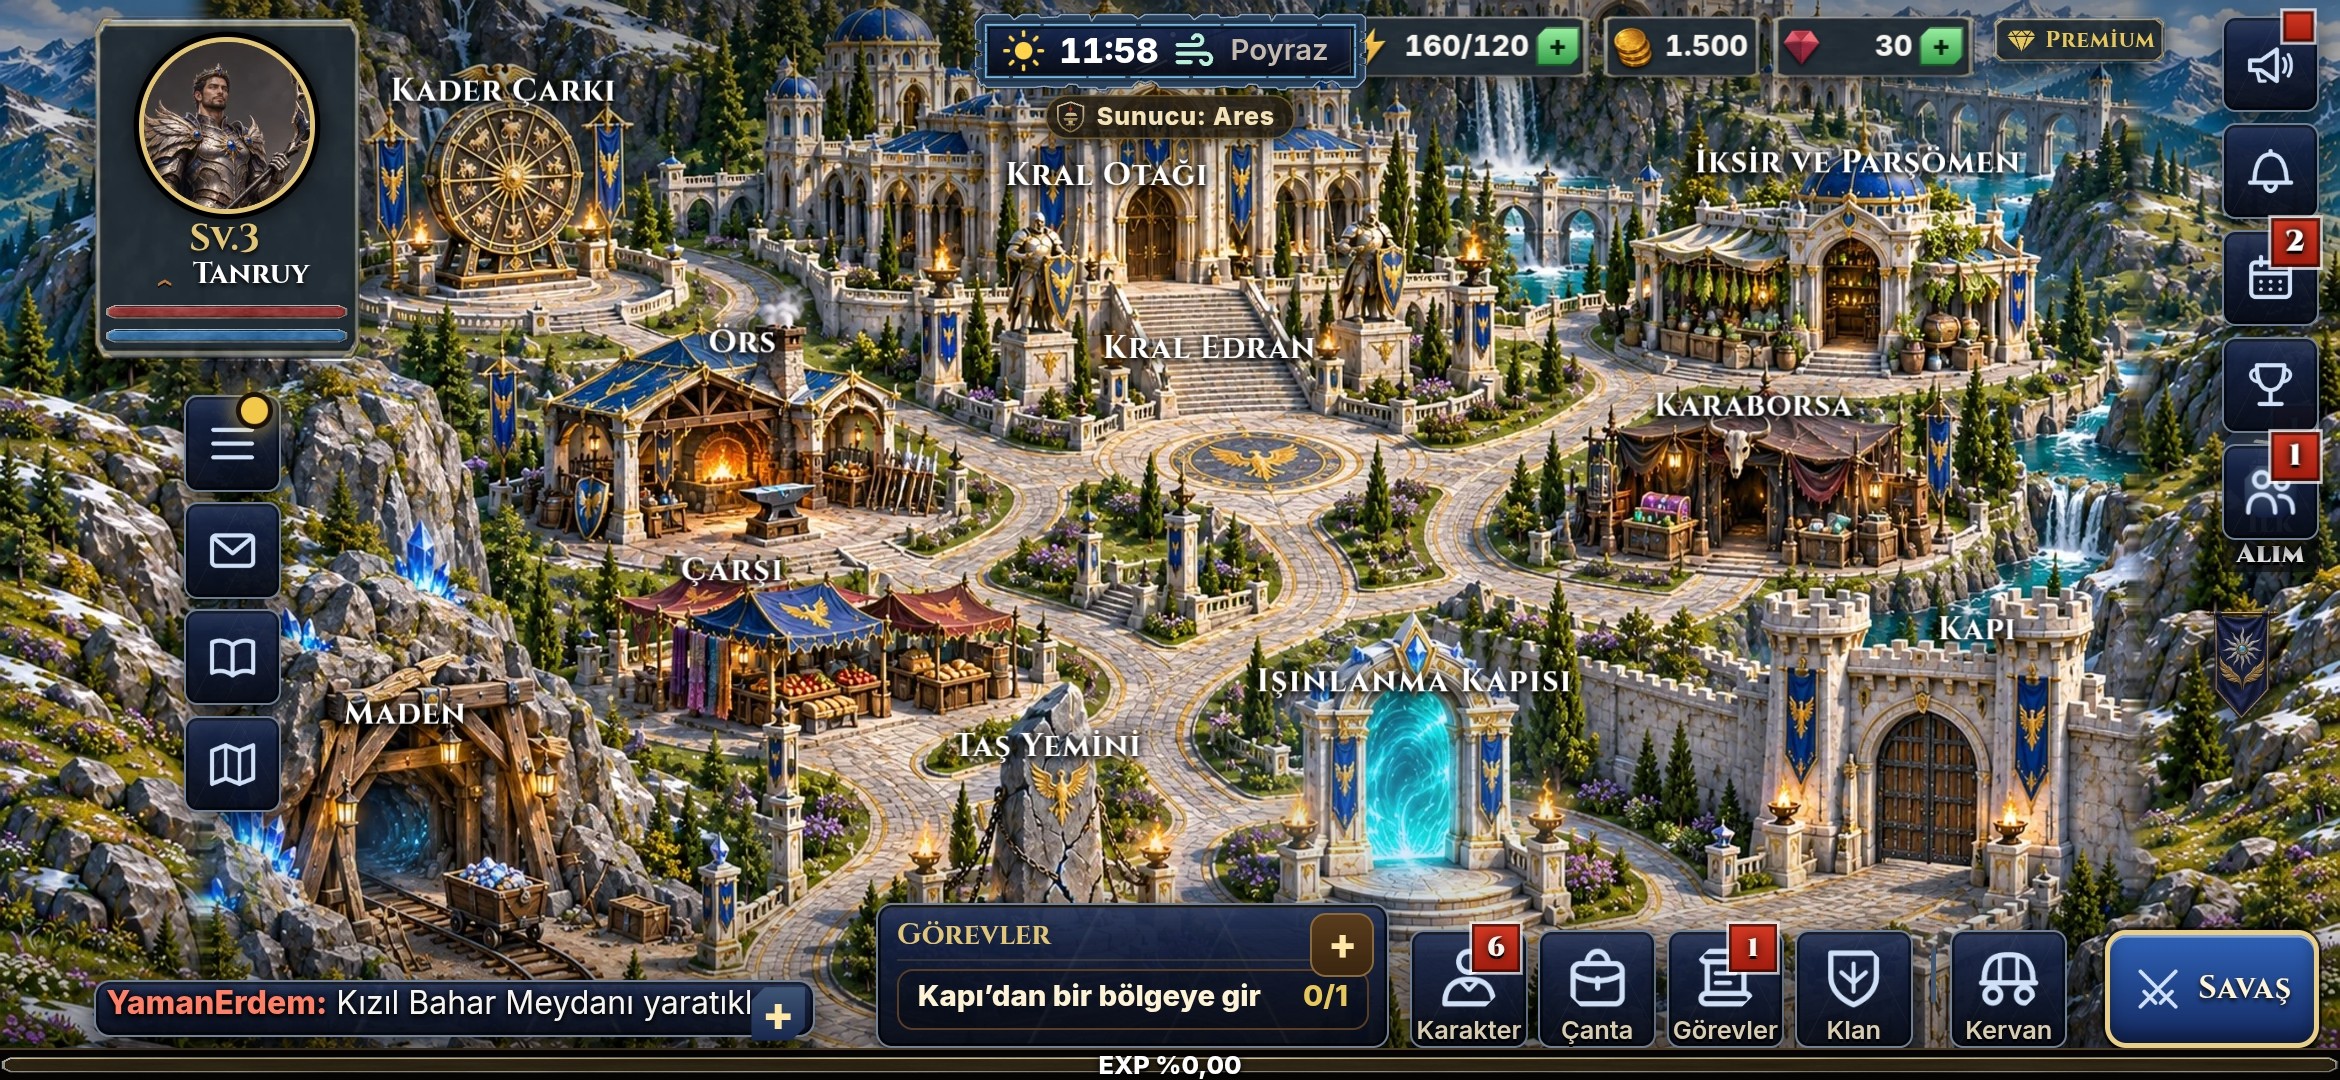 11:58 Poyraz
160/120
1.500
30
PREMİUM
Sunucu: Ares
SV.3
TANRUY
KADER ÇARKI
KRAL OTAĞI
İKSİR VE PARŞÖMEN
2
ÖRS
KRAL EDRAN
KARABORSA
1
ALIM
ÇARŞI
KAPI
IŞINLANMA KAPISI
MADEN
TAŞ YEMİNİ
GÖREVLER
+
Kapı’dan bir bölgeye gir 0/1
YamanErdem: Kızıl Bahar Meydanı yaratıkl
+
6
Karakter
Çanta
1
Görevler
Klan
Kervan
SAVAŞ
EXP %0,00